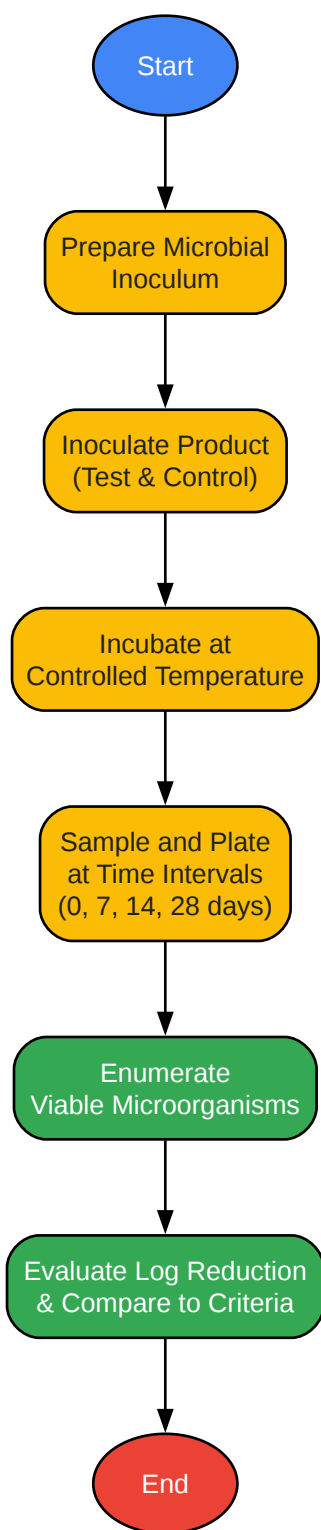 Start
Prepare Microbial
Inoculum
Inoculate Product
(Test & Control)
Incubate at
Controlled Temperature
Sample and Plate
at Time Intervals
(0, 7, 14, 28 days)
Enumerate
Viable Microorganisms
Evaluate Log Reduction
& Compare to Criteria
End